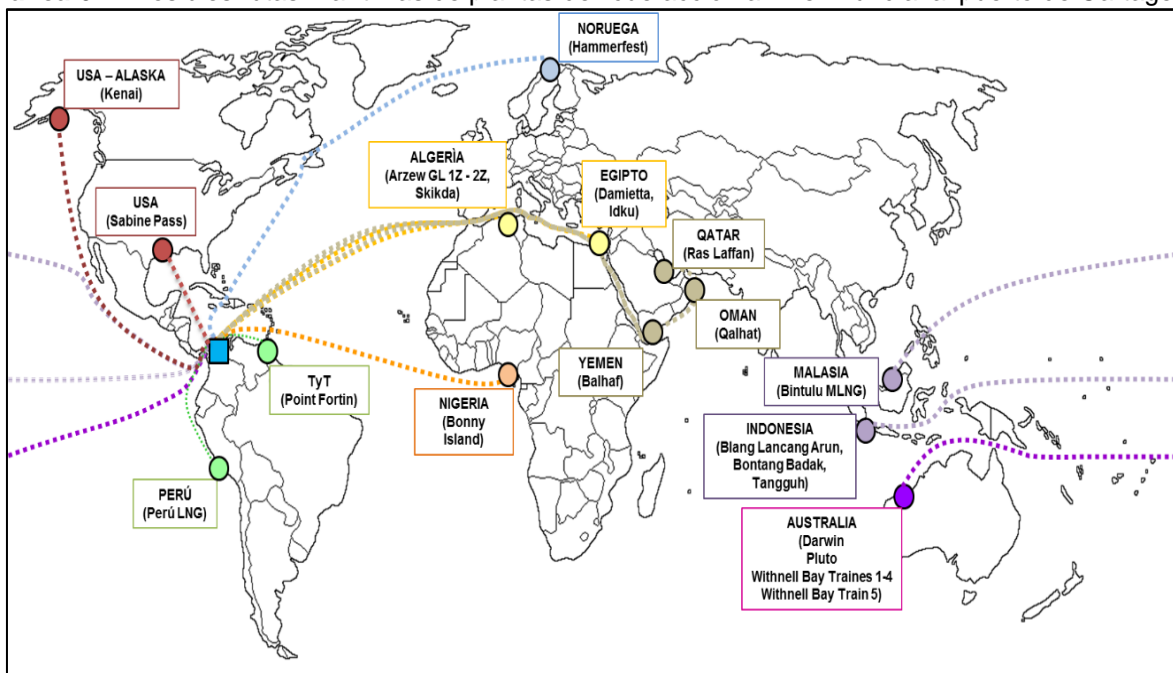 NORUEGA
(Hammerfest)
USA – ALASKA
(Kenai)
ALGERÌA
(Arzew GL 1Z - 2Z,
Skikda)
EGIPTO
(Damietta,
Idku)
USA
(Sabine Pass)
QATAR
(Ras Laffan)
OMAN
(Qalhat)
YEMEN
(Balhaf)
MALASIA
(Bintulu MLNG)
TyT
(Point Fortin)
NIGERIA
(Bonny
Island)
INDONESIA
(Blang Lancang Arun,
Bontang Badak,
Tangguh)
PERÚ
(Perú LNG)
AUSTRALIA
(Darwin
Pluto
Withnell Bay Traines 1-4
Withnell Bay Train 5)